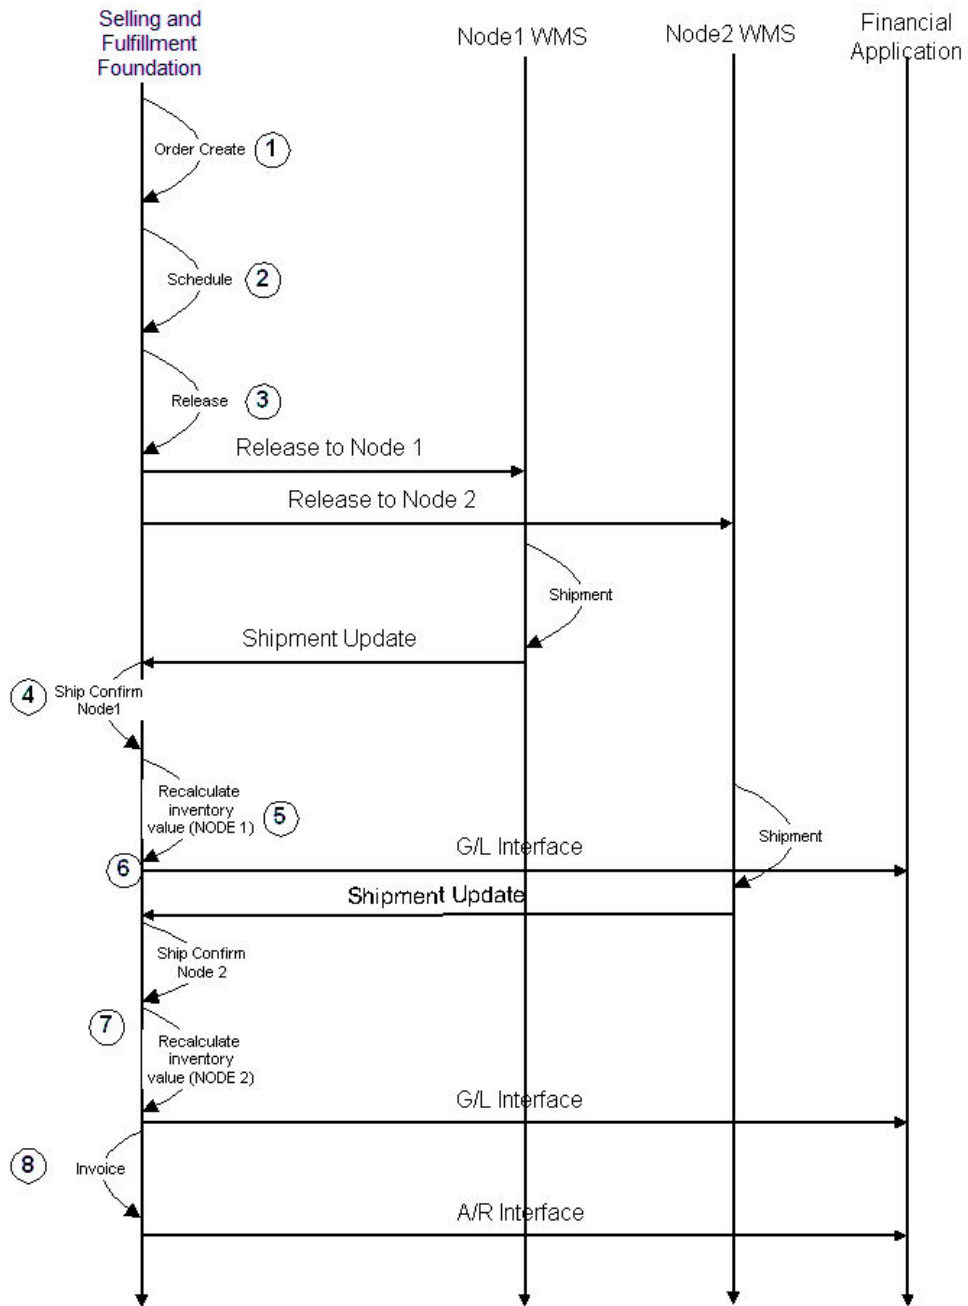 Selling and
Fulfillment
Foundation
Node1 WMS
Node2 WMS
Financial
Application
Order Create
1
Schedule
2
Release
3
Release to Node 1
Release to Node 2
Shipment
Shipment Update
4
Ship Confirm
Node1
Recalculate
inventory
value (NODE 1)
5
Shipment
G/L Interface
6
Shipment Update
Ship Confirm
Node 2
7
Recalculate
inventory
value (NODE 2)
G/L Interface
8
Invoice
A/R Interface